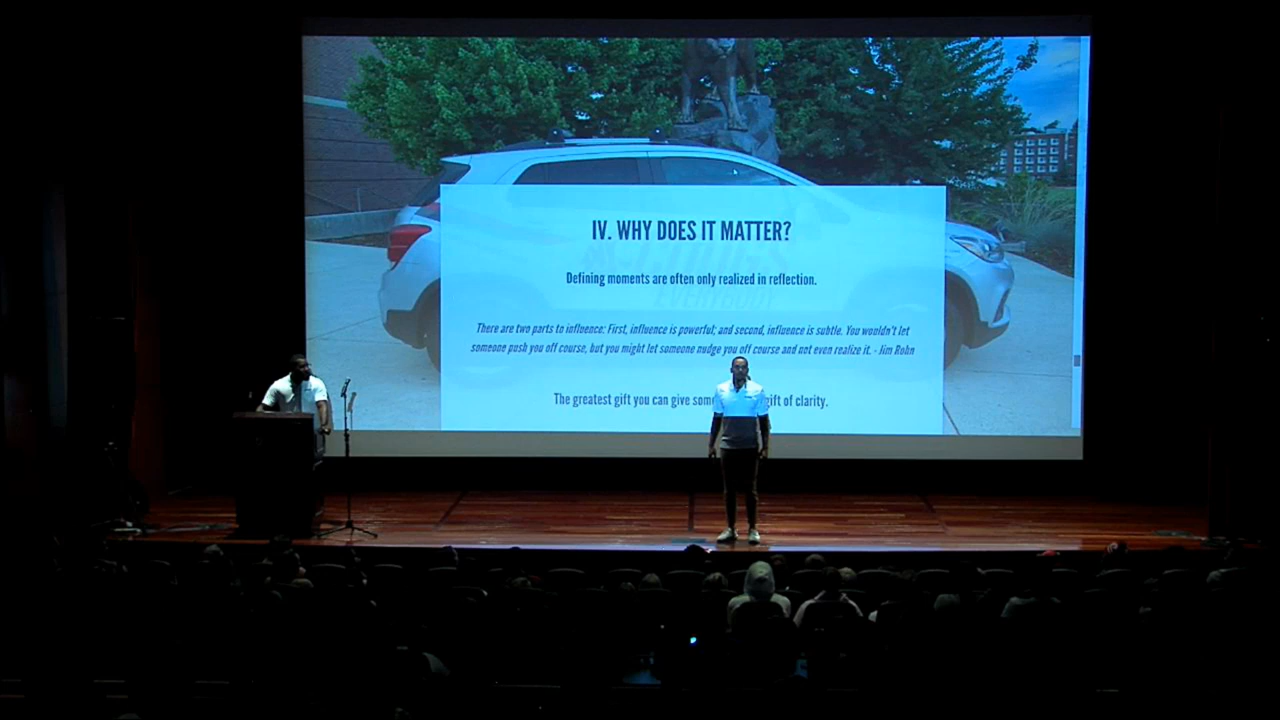 IV. WHY DOES IT MATTER?
Defining moments are often only realized in reflection.
There are two parts to influence: First, influence is powerful; and second, influence is subtle. You wouldn't let
someone push you off course, but you might let someone nudge you off course and not even realize it. - Jim Rohn
The greatest gift you can give gift of clarity.